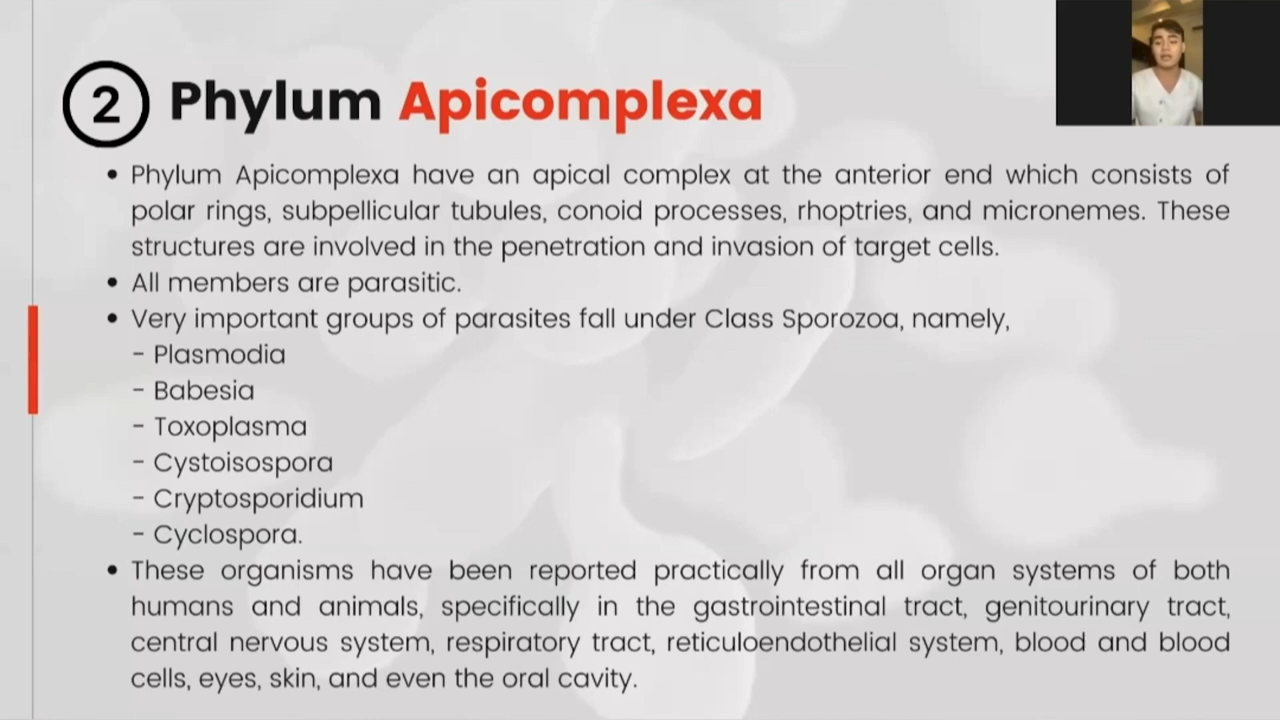 2 Phylum Apicomplexa
• Phylum Apicomplexa have an apical complex at the anterior end which consists of
polar rings, subpellicular tubules, conoid processes, rhoptries, and micronemes. These
structures are involved in the penetration and invasion of target cells.
• All members are parasitic.
• Very important groups of parasites fall under Class Sporozoa, namely,
- Plasmodia
- Babesia
- Toxoplasma
- Cystoisospora
- Cryptosporidium
- Cyclospora.
• These organisms have been reported practically from all organ systems of both
humans and animals, specifically in the gastrointestinal tract, genitourinary tract,
central nervous system, respiratory tract, reticuloendothelial system, blood and blood
cells, eyes, skin, and even the oral cavity.